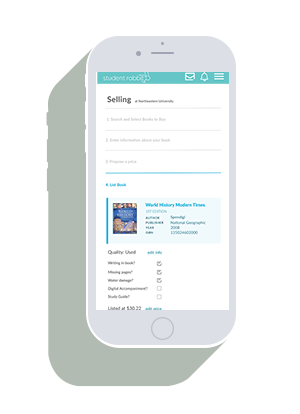 student rabbit
Selling at Northeastern University
1. Search and Select Books to Buy
2. Enter information about your book
3. Propose a price
4. List Book
World History Modern Times
1ST EDITION
AUTHOR Spevolgr
PUBLISHER National Geographic
YEAR 2008
ISBN
Quality: Used edit info
Writing in book?
Missing pages?
Water damage?
Digital Accompaniment?
Study Guide?
Listed at $30.22 edit price